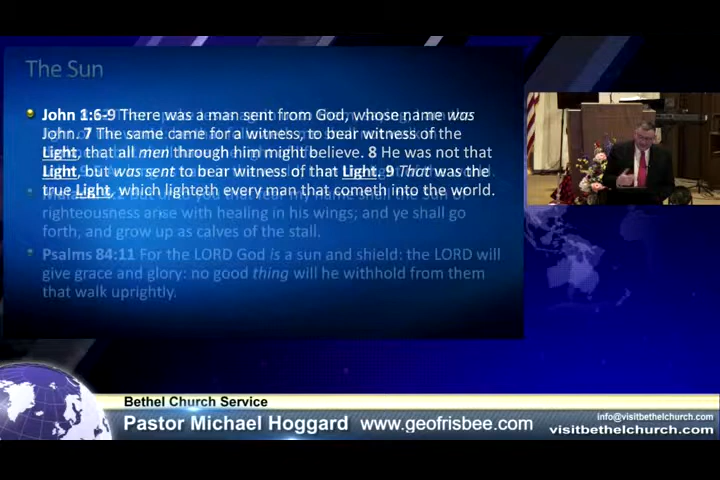 The Sun
John 1:6-9 There was a man sent from God, whose name was
John. 7 The same came for a witness, to bear witness of the
Light, that all men through him might believe. 8 He was not that
Light, but was sent to bear witness of that Light. 9 That was the
true Light, which lighteth every man that cometh into the world.
righteousness arise with healing in his wings; and ye shall go
forth, and grow up as calves of the stall.
Psalms 84:11 For the LORD God is a sun and shield: the LORD will
give grace and glory: no good thing will he withhold from them
that walk uprightly.
Bethel Church Service
Pastor Michael Hoggard www.geofrisbee.com
info@visitbethelchurch.com
visitbethelchurch.com